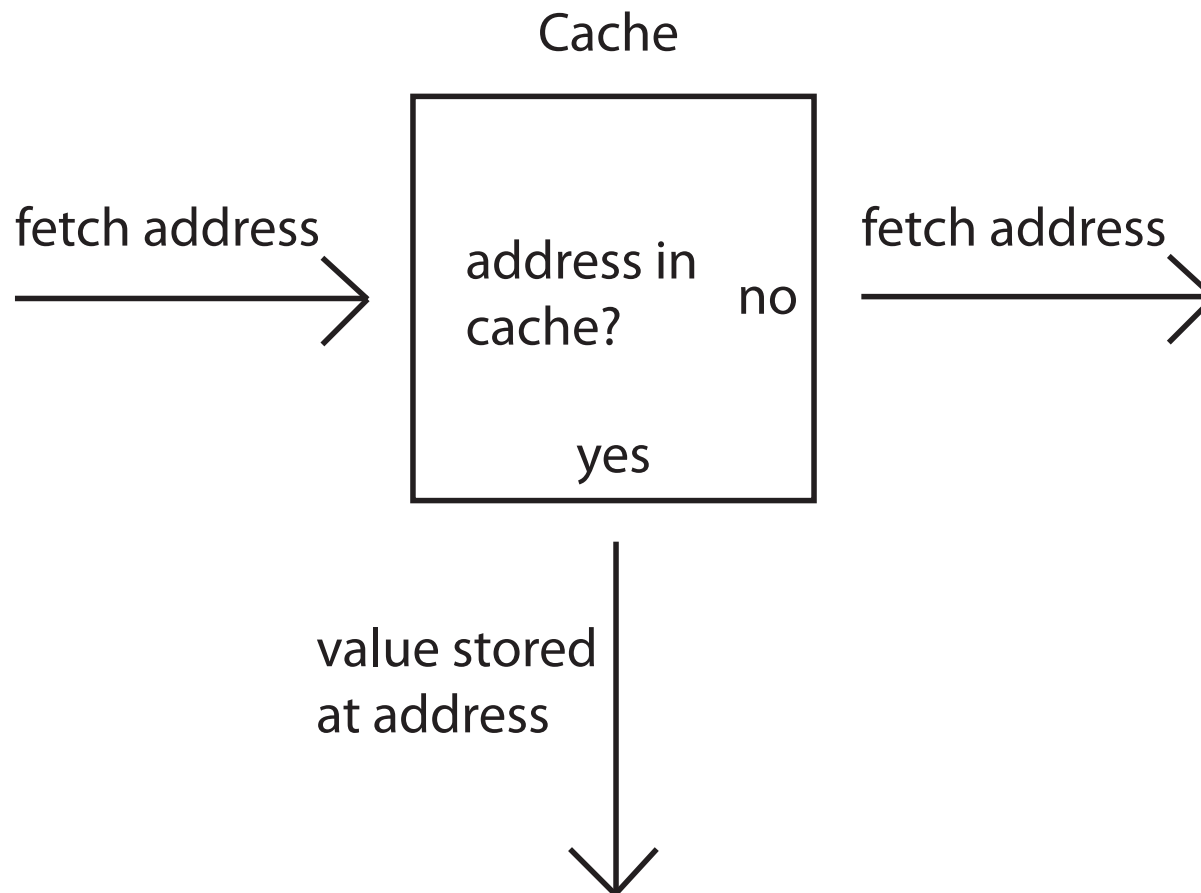 Cache
fetch address
address in
cache?
no
fetch address
yes
value stored
at address